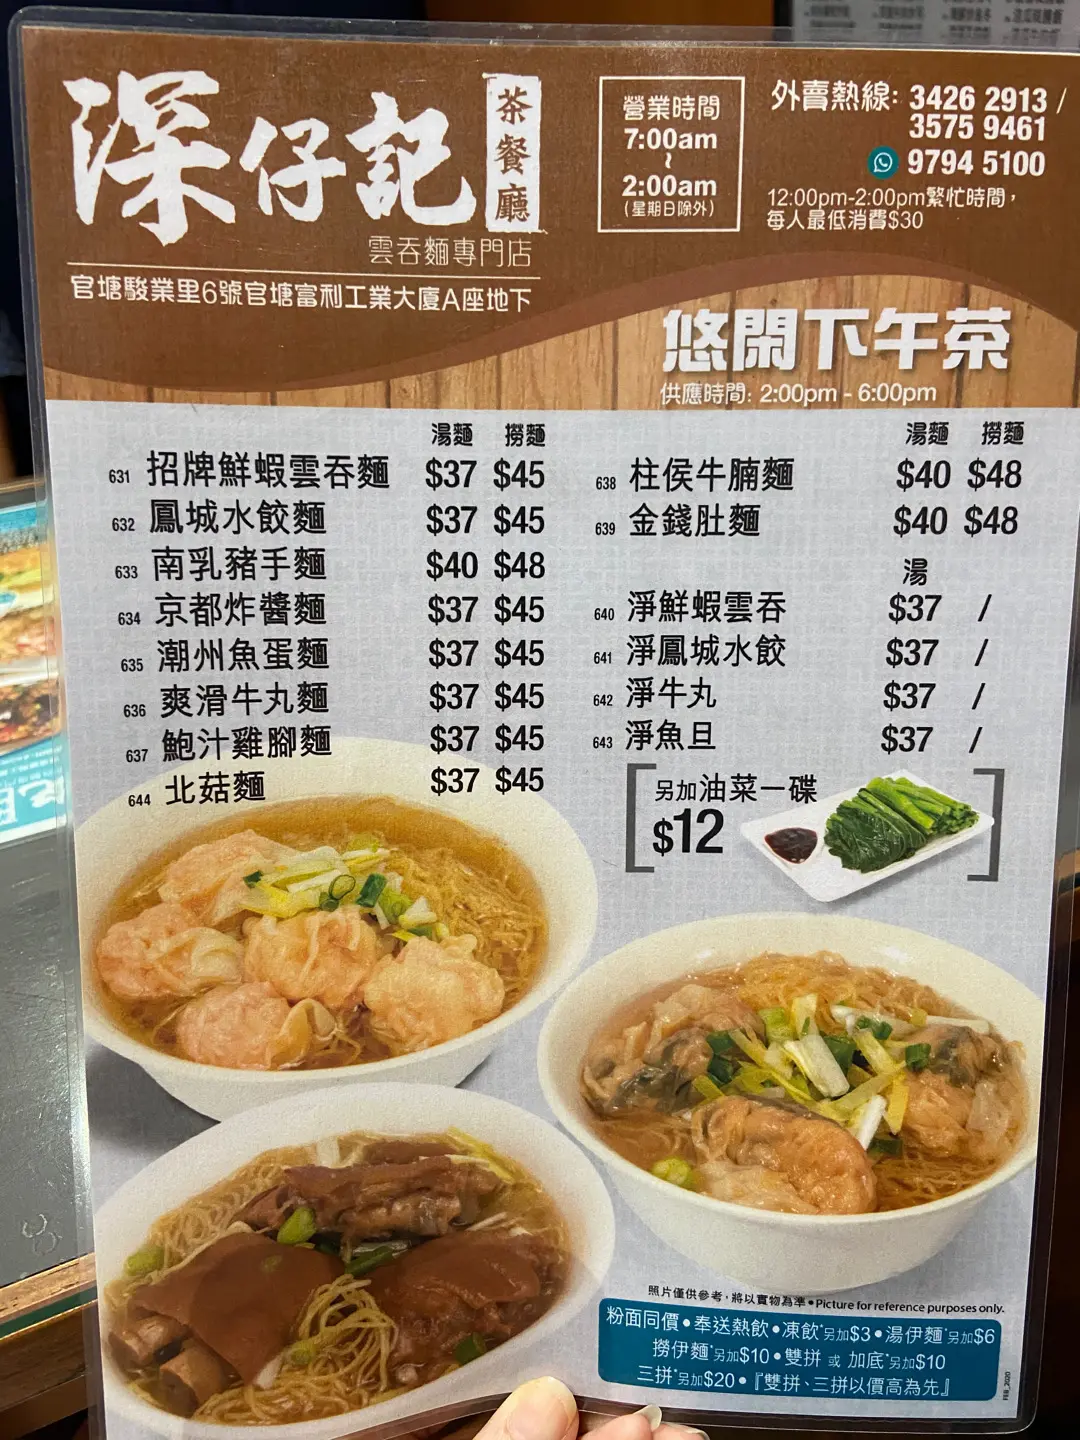 深仔記
茶餐廳
雲吞麵專門店
官塘駿業里6號官塘富利工業大廈A座地下
營業時間
7:00am
~
2:00am
(星期日除外)
外賣熱線: 3426 2913 /
3575 9461
9794 5100
12:00pm-2:00pm繁忙時間，
每人最低消費$30
悠閑下午茶
供應時間: 2:00pm - 6:00pm
湯麵 撈麵
631 招牌鮮蝦雲吞麵 $37 $45
632 鳳城水餃麵 $37 $45
633 南乳豬手麵 $40 $48
634 京都炸醬麵 $37 $45
635 潮州魚蛋麵 $37 $45
636 爽滑牛丸麵 $37 $45
637 鮑汁雞腳麵 $37 $45
644 北菇麵 $37 $45
湯麵 撈麵
638 柱侯牛腩麵 $40 $48
639 金錢肚麵 $40 $48
湯
640 淨鮮蝦雲吞 $37 /
641 淨鳳城水餃 $37 /
642 淨牛丸 $37 /
643 淨魚旦 $37 /
另加油菜一碟
$12
照片僅供參考，將以實物為準•Picture for reference purposes only.
粉面同價•奉送熱飲•凍飲*另加$3•湯伊麵*另加$6
撈伊麵*另加$10•雙拼 或 加底*另加$10
三拼*另加$20•『雙拼、三拼以價高為先』
FEB_2020